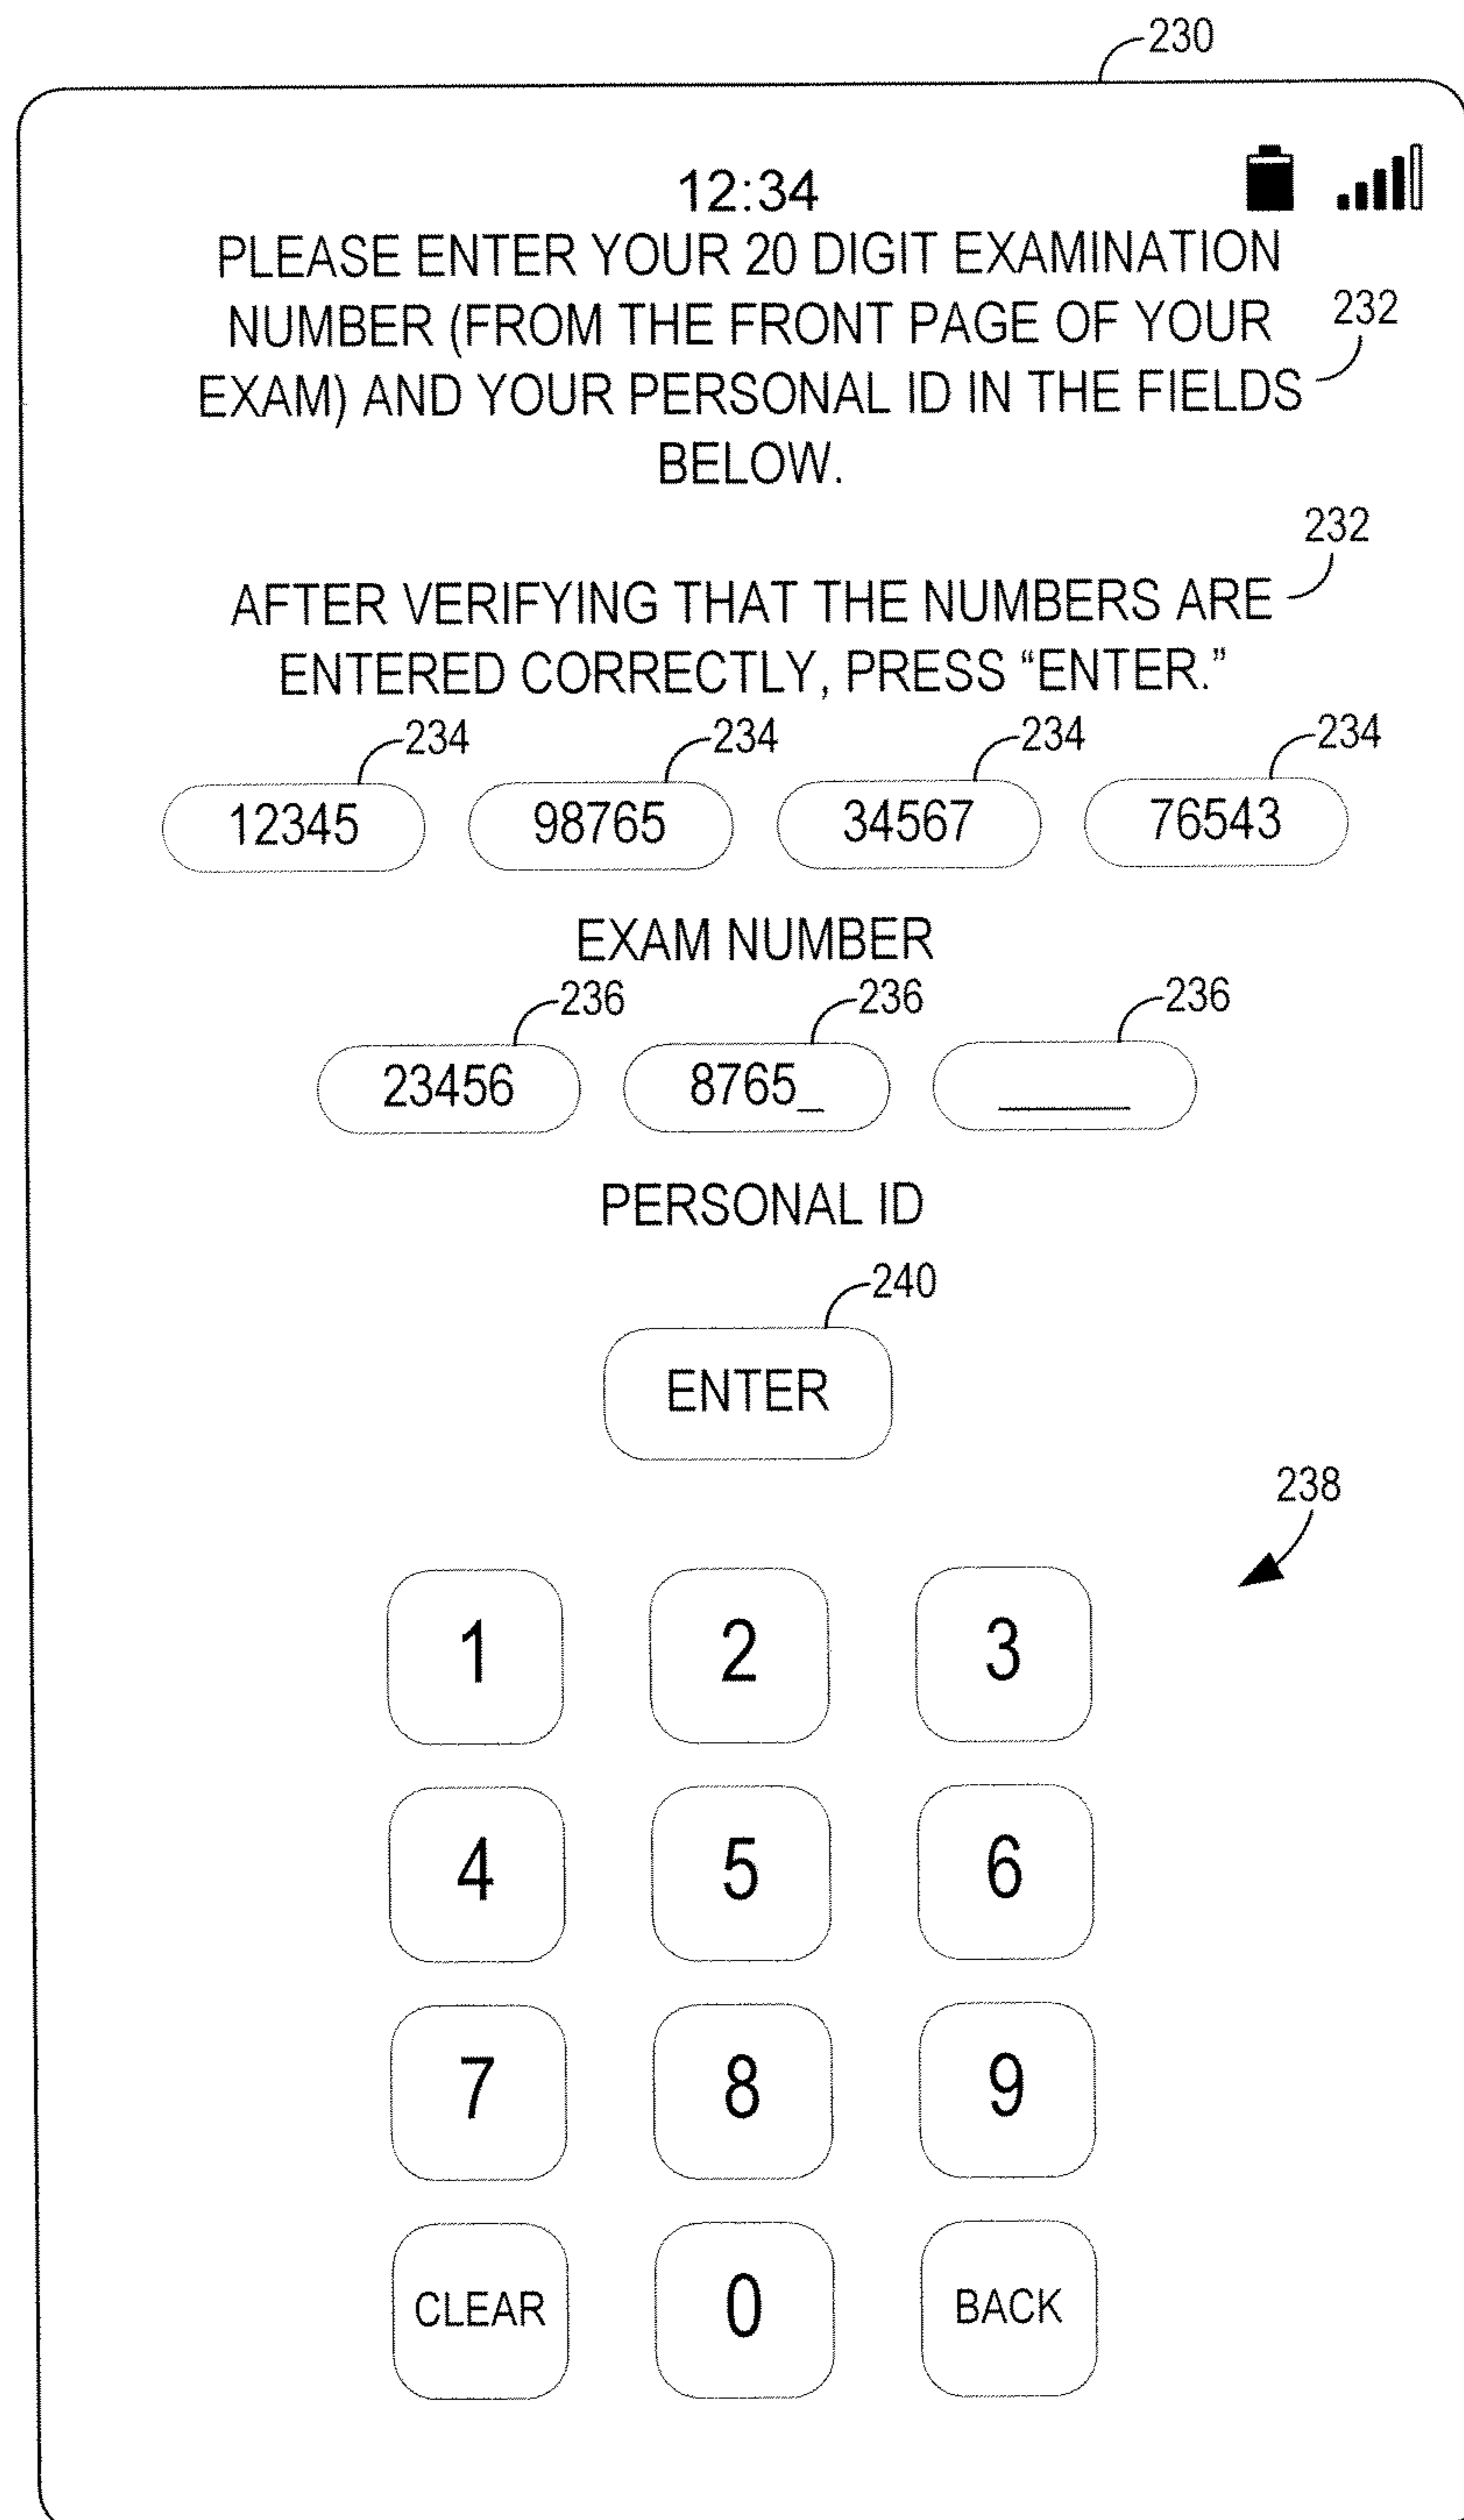 230
12:34
PLEASE ENTER YOUR 20 DIGIT EXAMINATION
NUMBER (FROM THE FRONT PAGE OF YOUR 232
EXAM) AND YOUR PERSONAL ID IN THE FIELDS
BELOW.
232
AFTER VERIFYING THAT THE NUMBERS ARE
ENTERED CORRECTLY, PRESS “ENTER.”
234 234 234 234
12345 98765 34567 76543
EXAM NUMBER
236 236 236
23456 8765_ _____
PERSONAL ID
240
ENTER
238
1 2 3
4 5 6
7 8 9
CLEAR 0 BACK